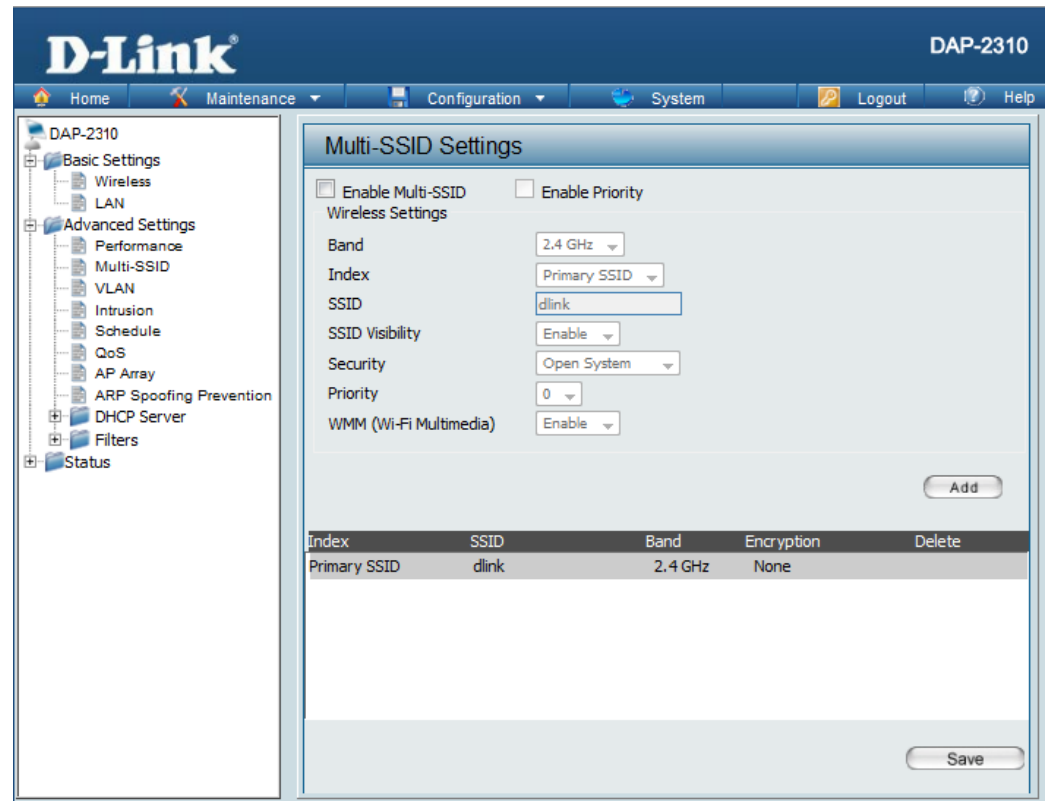 D-Link®
DAP-2310
Home Maintenance Configuration System Logout Help
DAP-2310
Basic Settings
Wireless
LAN
Advanced Settings
Performance
Multi-SSID
VLAN
Intrusion
Schedule
QoS
AP Array
ARP Spoofing Prevention
DHCP Server
Filters
Status
Multi-SSID Settings
Enable Multi-SSID Enable Priority
Wireless Settings
Band 2.4 GHz
Index Primary SSID
SSID dlink
SSID Visibility Enable
Security Open System
Priority 0
WMM (Wi-Fi Multimedia) Enable
Add
Index SSID Band Encryption Delete
Primary SSID dlink 2.4 GHz None
Save